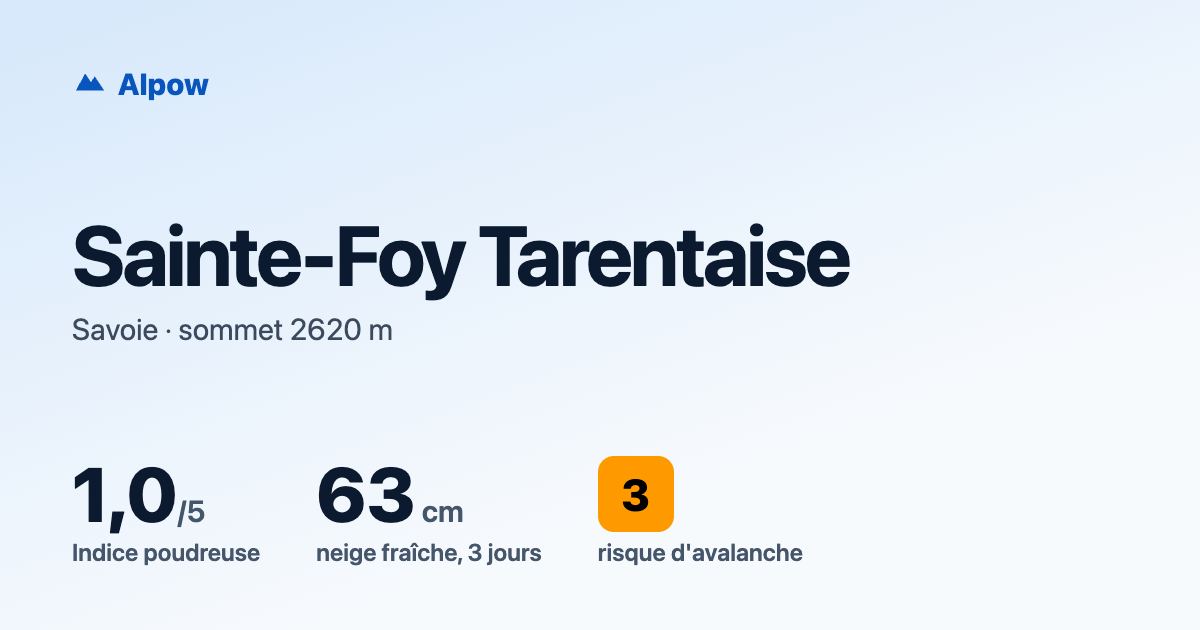 Alpow
Sainte-Foy Tarentaise
Savoie · sommet 2620 m
1,0/5
Indice poudreuse
63 cm
neige fraîche, 3 jours
3
risque d'avalanche